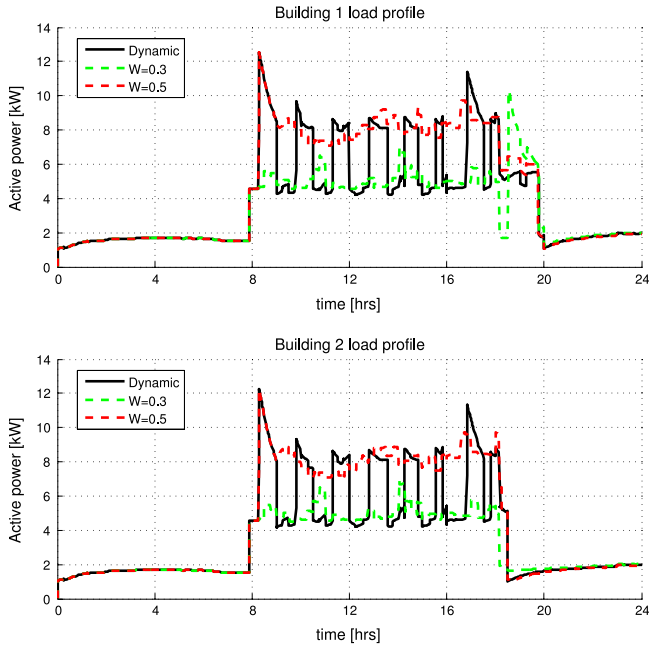 Building 1 load profile
Active power [kW]
14
12
10
8
6
4
2
0
Dynamic
W=0.3
W=0.5
0 4 8 12 16 20 24
time [hrs]
Building 2 load profile
Active power [kW]
14
12
10
8
6
4
2
0
Dynamic
W=0.3
W=0.5
0 4 8 12 16 20 24
time [hrs]